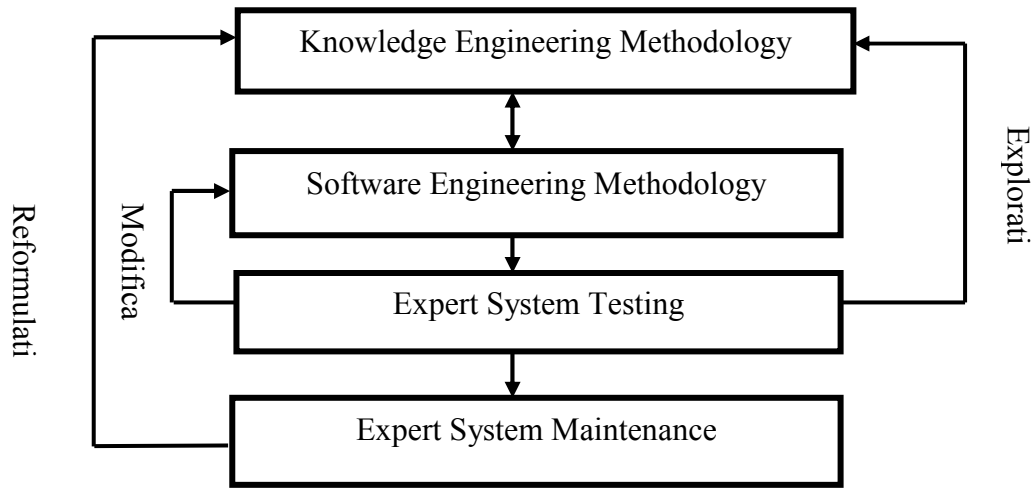 Knowledge Engineering Methodology
Software Engineering Methodology
Expert System Testing
Expert System Maintenance
Reformulati
Modifica
Explorati